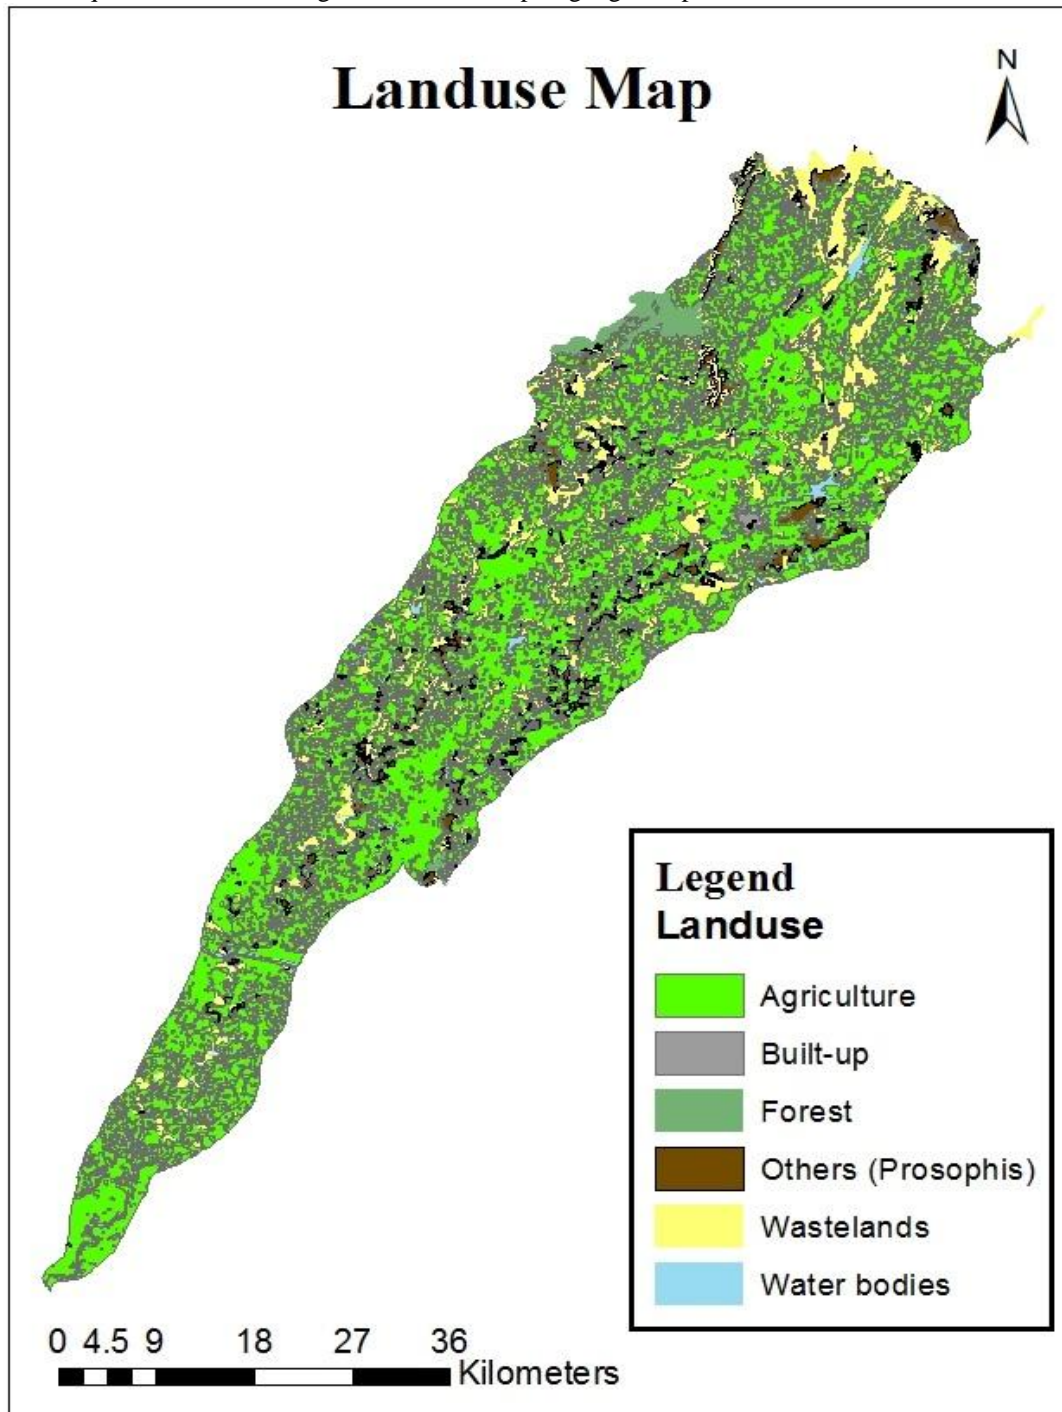 Landuse Map
N
Legend
Landuse
Agriculture
Built-up
Forest
Others (Prosophis)
Wastelands
Water bodies
0 4.5 9 18 27 36
Kilometers